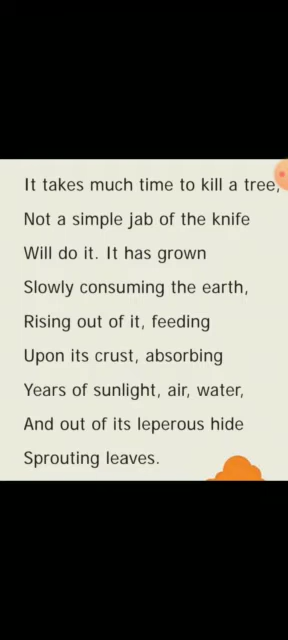 It takes much time to kill a tree,
Not a simple jab of the knife
Will do it. It has grown
Slowly consuming the earth,
Rising out of it, feeding
Upon its crust, absorbing
Years of sunlight, air, water,
And out of its leperous hide
Sprouting leaves.